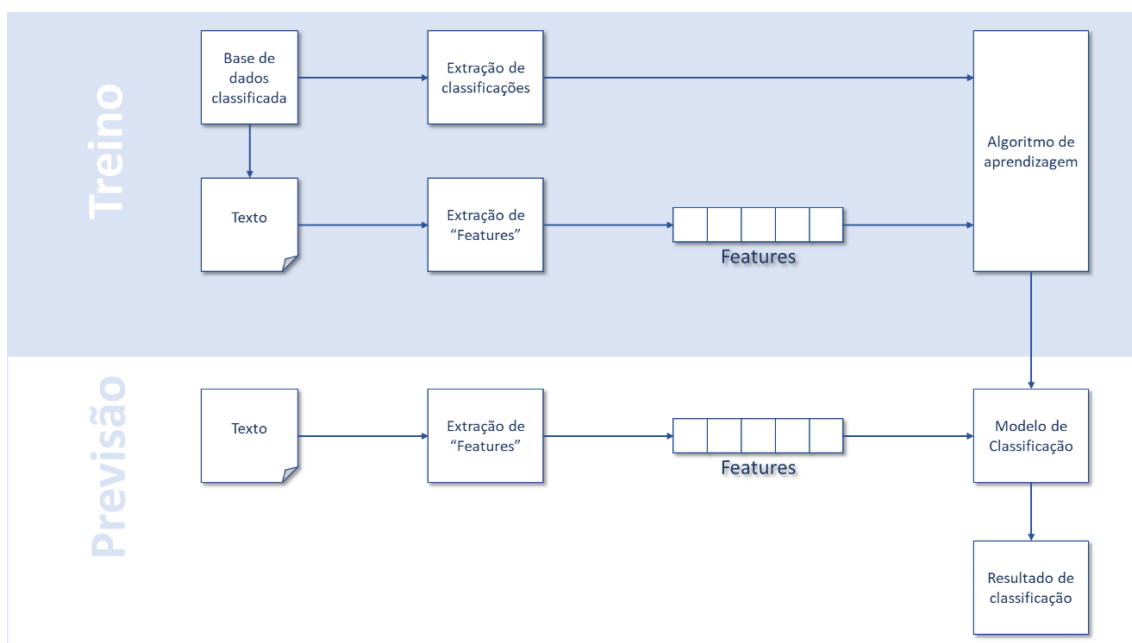 Treino
Base de
dados
classificada
Extração de
classificações
Algoritmo de
aprendizagem
Texto
Extração de
“Features”
Features
Previsão
Texto
Extração de
“Features”
Features
Modelo de
Classificação
Resultado de
classificação